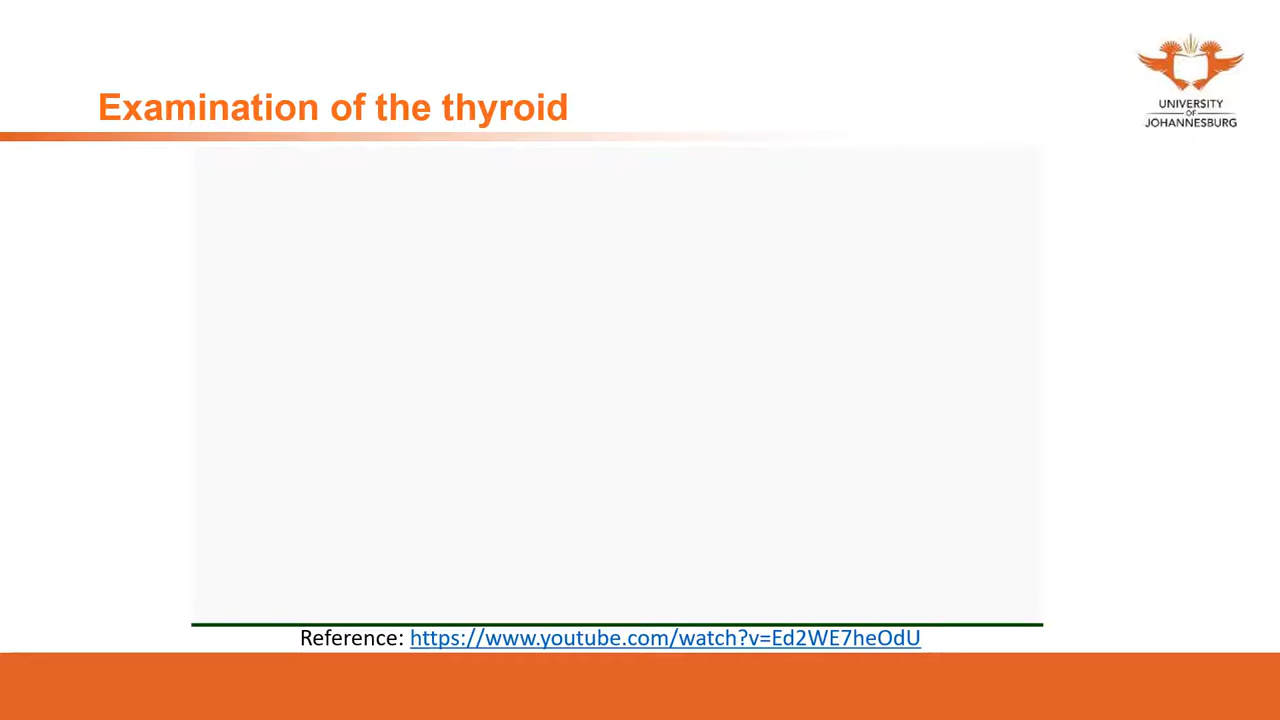 UNIVERSITY
OF
JOHANNESBURG
Examination of the thyroid
Reference: https://www.youtube.com/watch?v=Ed2WE7heOdU